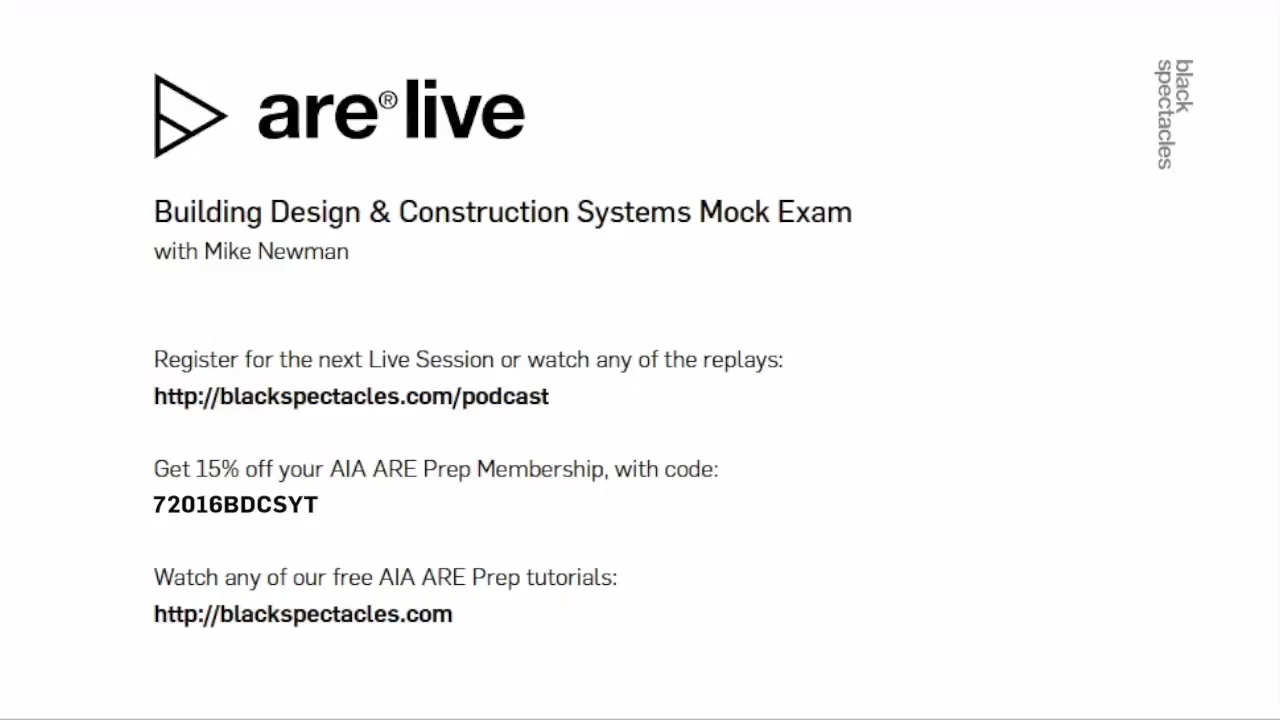 are® live
black
spectacles
Building Design & Construction Systems Mock Exam
with Mike Newman
Register for the next Live Session or watch any of the replays:
http://blackspectacles.com/podcast
Get 15% off your AIA ARE Prep Membership, with code:
72016BDCSYT
Watch any of our free AIA ARE Prep tutorials:
http://blackspectacles.com